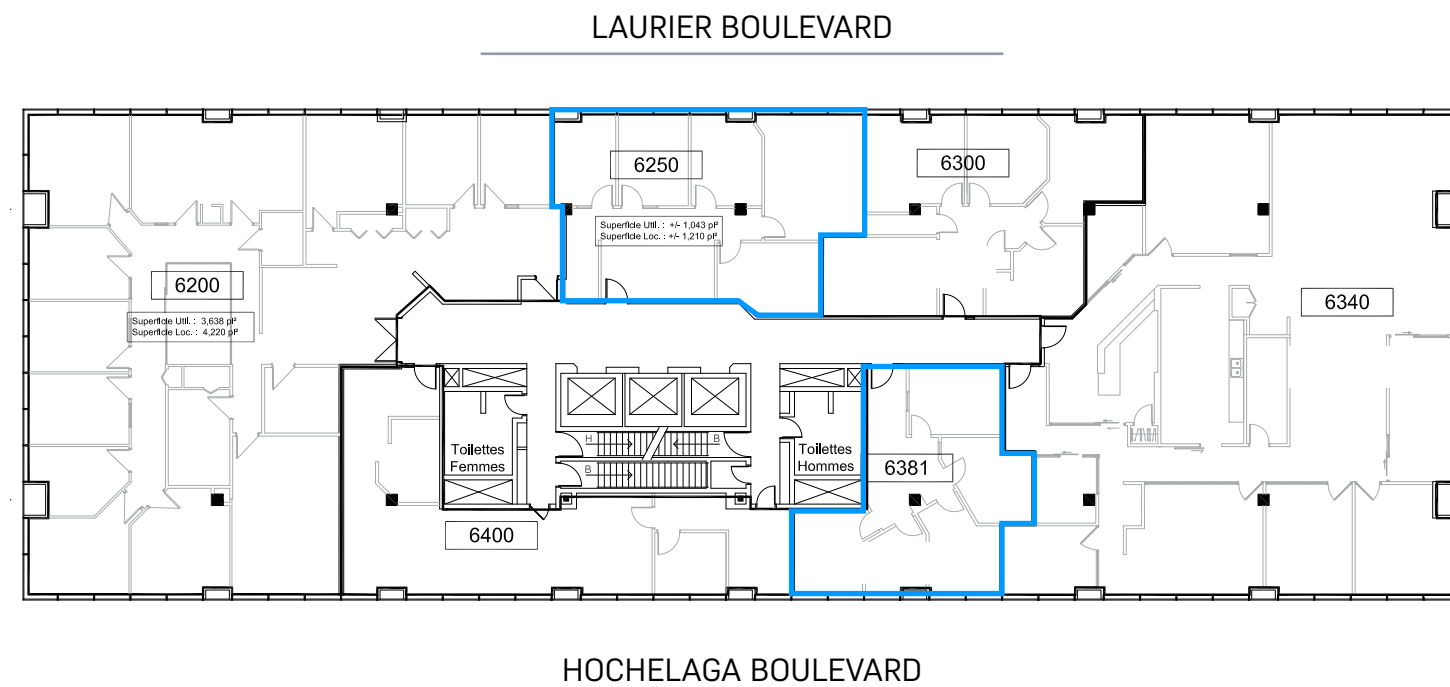 LAURIER BOULEVARD
6250
6300
Superficie Util. : +/- 1,043 pi²
Superficie Loc. : +/- 1,210 pi²
6200
6340
Superficie Util. : 3,638 pi²
Superficie Loc. : 4,220 pi²
H
B
Toilettes
Femmes
Toilettes
Hommes
B
6381
6400
HOCHELAGA BOULEVARD